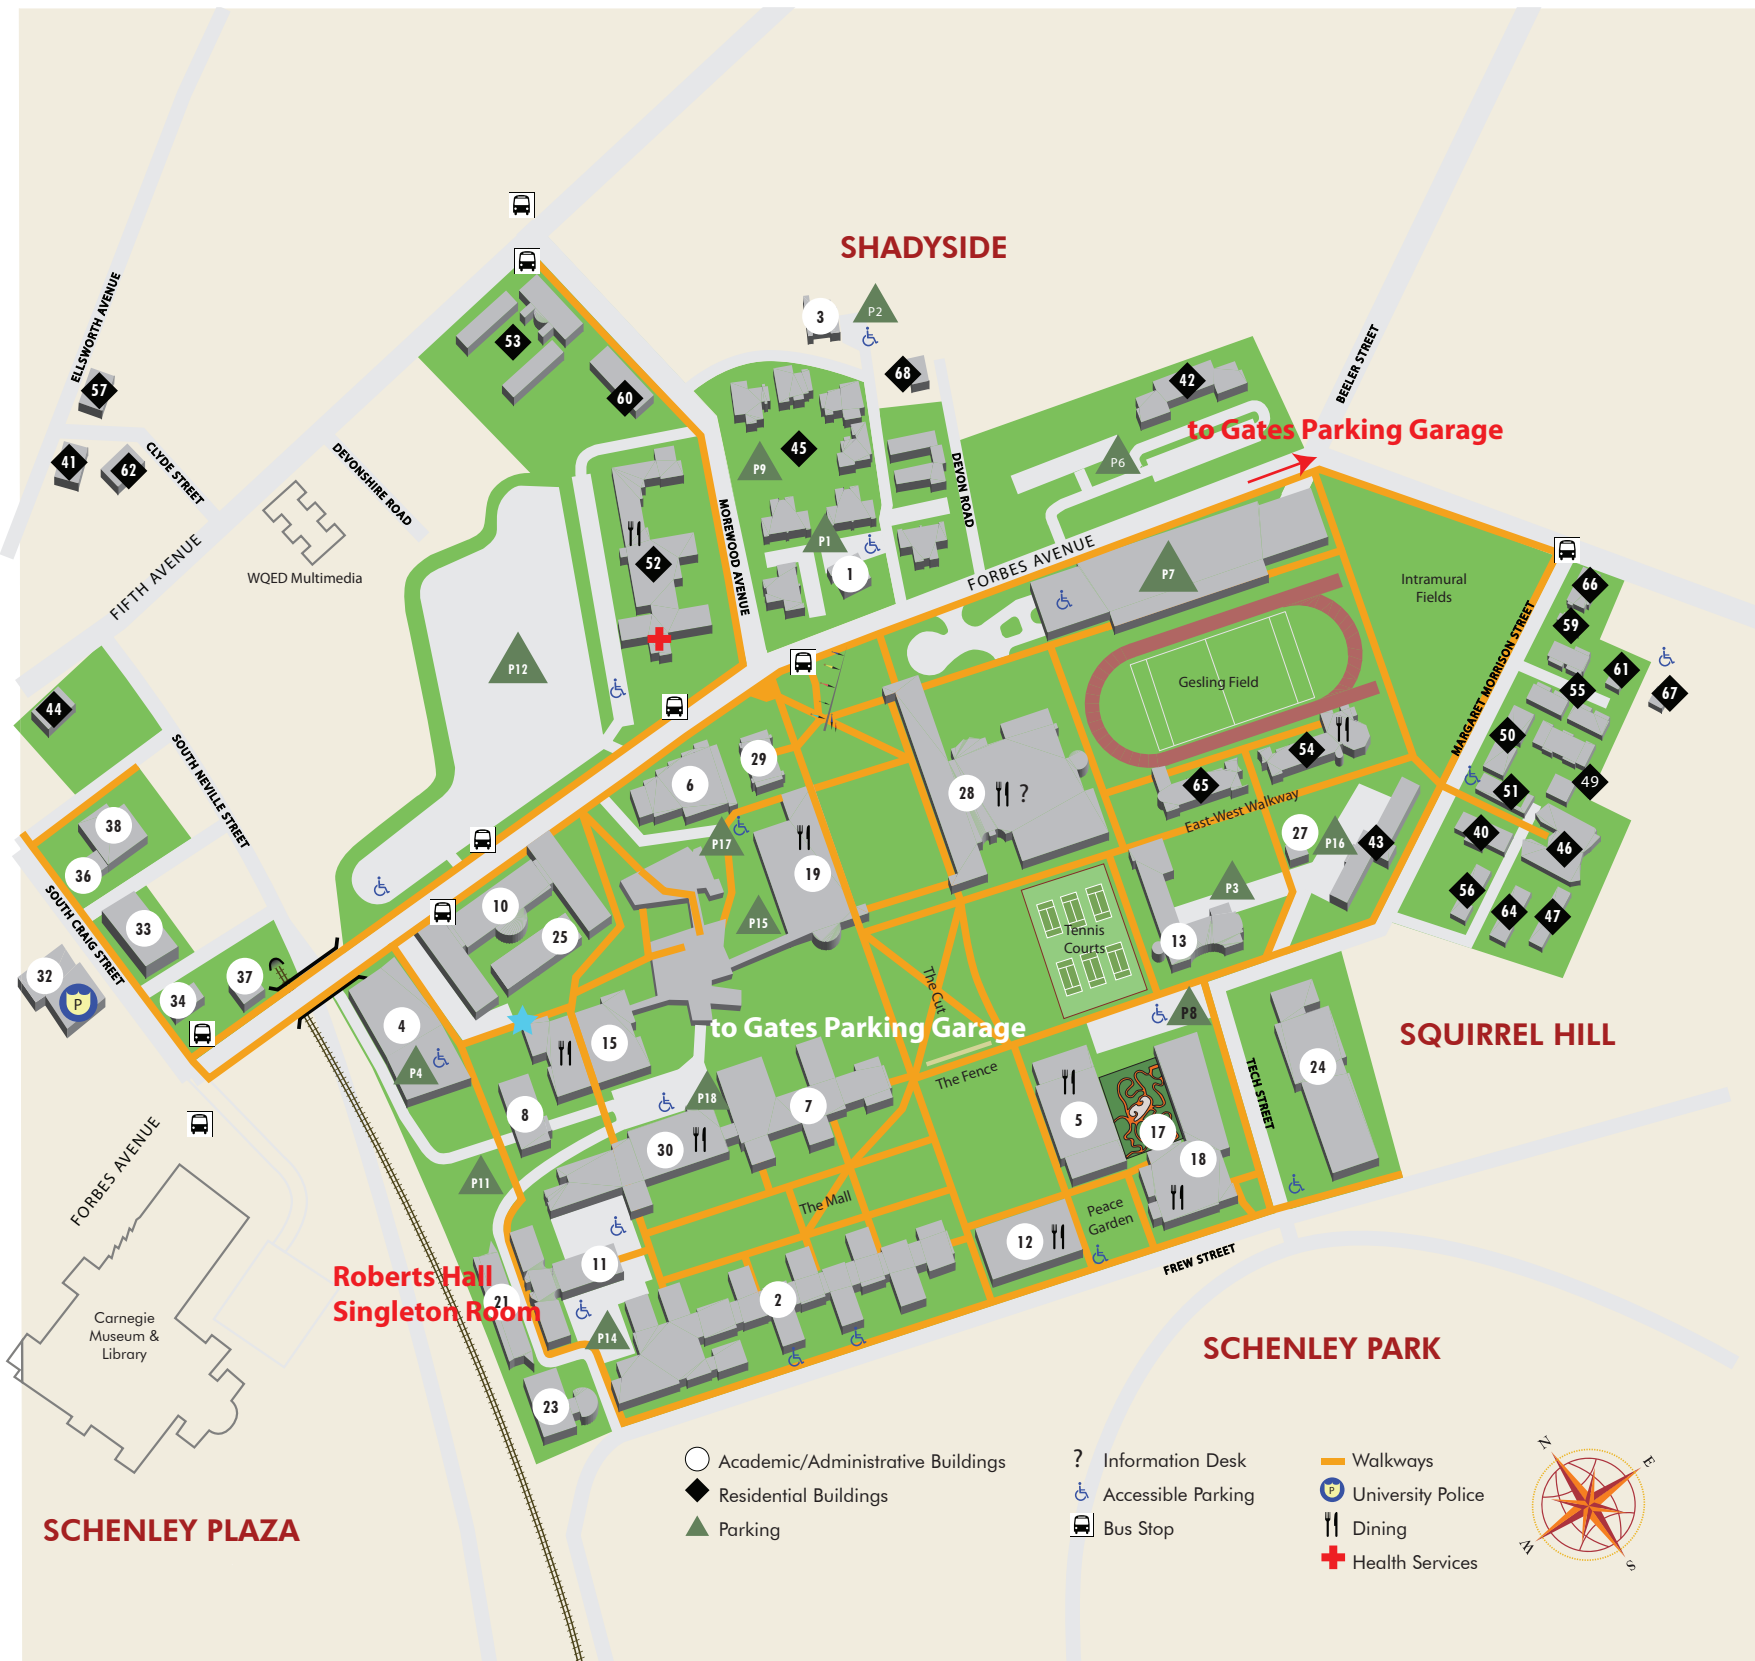 SHADYSIDE
3
P2
68
42
53
60
45
P9
ELLSWORTH AVENUE
57
41
62
CLYDE STREET
DEVONSHIRE ROAD
WQED Multimedia
FIFTH AVENUE
BEELER STREET
to Gates Parking Garage
P6
DEVON ROAD
MOREWOOD AVENUE
52
P1
1
FORBES AVENUE
P7
Intramural
Fields
66
59
61
67
55
MARGARET MORRISON STREET
P12
44
Gesling Field
50
54
49
51
65
East-West Walkway
SOUTH NEVILLE STREET
29
6
28
?
P17
38
36
27
P16
43
40
46
19
P3
56
64
47
SOUTH CRAIG STREET
33
10
25
P15
Tennis
Courts
13
32
P
34
37
The Cut
4
P4
15
to Gates Parking Garage
P8
SQUIRREL HILL
The Fence
24
TECH STREET
8
P18
7
5
17
18
30
P11
FORBES AVENUE
The Mall
Peace
Garden
12
FREW STREET
11
Roberts Hall
Singleton Room
21
2
P14
Carnegie
Museum &
Library
23
SCHENLEY PARK
SCHENLEY PLAZA
Academic/Administrative Buildings
Residential Buildings
Parking
? Information Desk
Accessible Parking
Bus Stop
Walkways
P University Police
Dining
Health Services
N
E
W
S